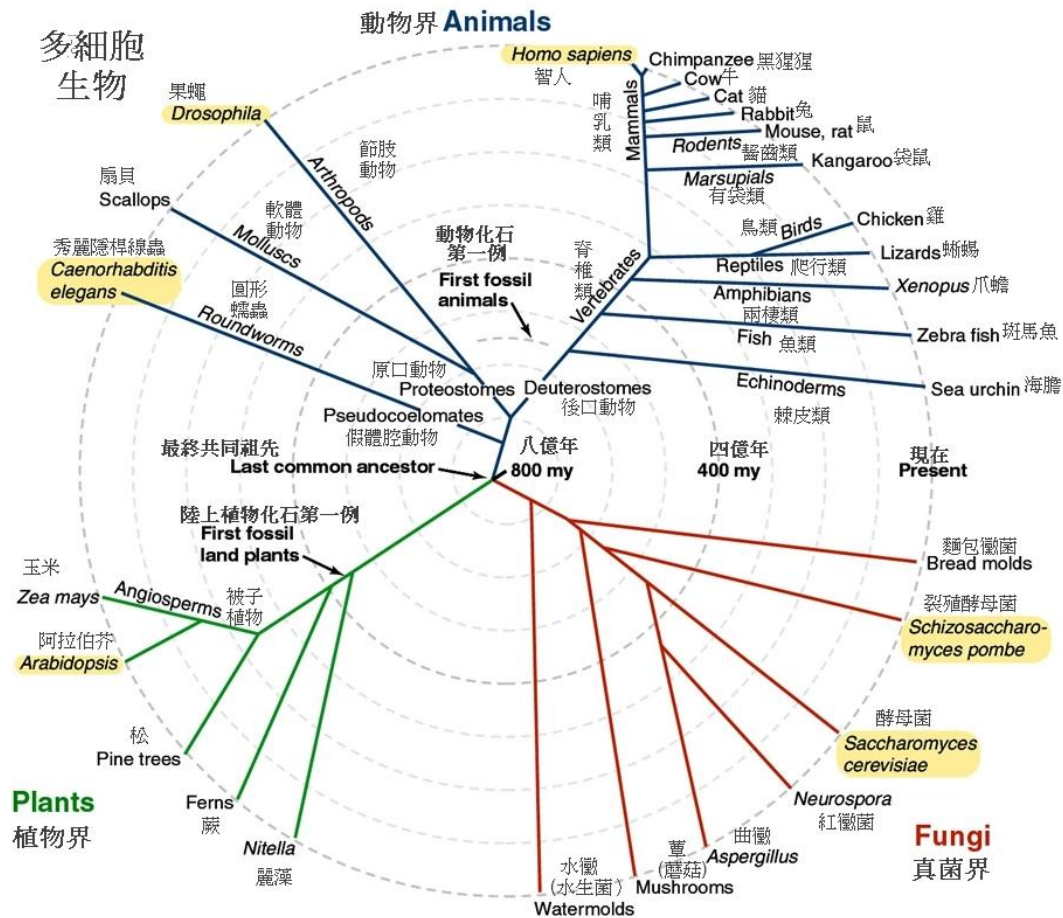 動物界 Animals
多細胞
生物
Homo sapiens
智人
Chimpanzee 黑猩猩
Cow 牛
Cat 貓
Rabbit 兔
Mouse, rat 鼠
Rodents
齧齒類
Kangaroo 袋鼠
Marsupials
有袋類
哺乳類
Mammals
果蠅
Drosophila
節肢
動物
Arthropods
扇貝
Scallops
軟體
動物
Molluscs
秀麗隱桿線蟲
Caenorhabditis
elegans
圓形
蠕蟲
Roundworms
動物化石
第一例
First fossil
animals
脊椎類
Vertebrates
鳥類 Birds
Chicken 雞
Lizards 蜥蜴
Reptiles 爬行類
Xenopus 爪蟾
Amphibians
兩棲類
Zebra fish 斑馬魚
Fish 魚類
Echinoderms
棘皮類
Sea urchin 海膽
原口動物
Proteostomes
Deuterostomes
後口動物
Pseudocoelomates
假體腔動物
最終共同祖先
Last common ancestor
八億年
800 my
四億年
400 my
現在
Present
陸上植物化石第一例
First fossil
land plants
玉米
Zea mays
Angiosperms
被子
植物
阿拉伯芥
Arabidopsis
松
Pine trees
Ferns
蕨
Nitella
麗藻
Plants
植物界
麵包黴菌
Bread molds
裂殖酵母菌
Schizosaccharo-
myces pombe
酵母菌
Saccharomyces
cerevisiae
Neurospora
紅黴菌
曲黴
Aspergillus
蕈
(蘑菇)
Mushrooms
水黴
(水生菌)
Watermolds
Fungi
真菌界